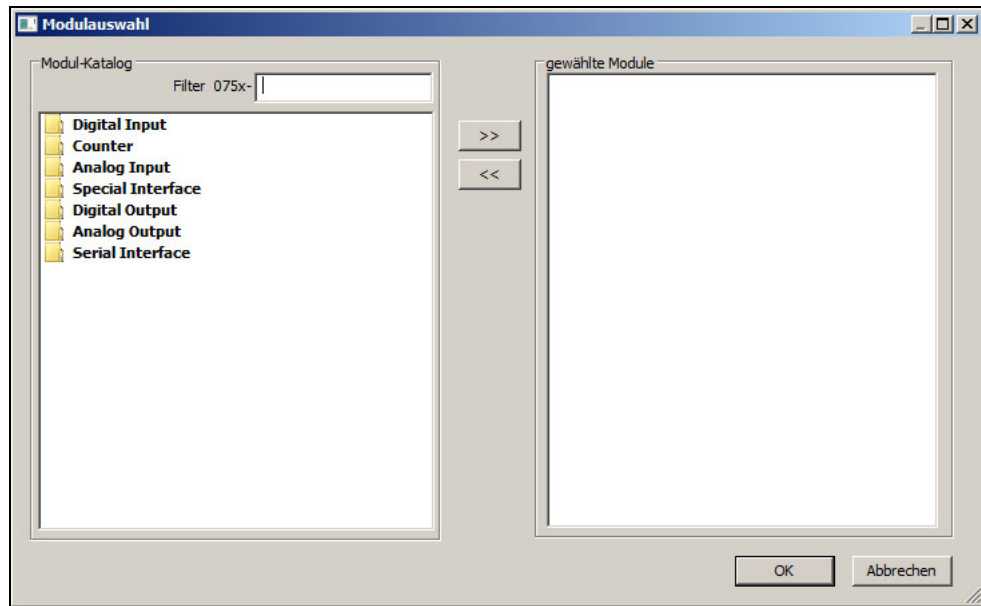 Modulauswahl
Modul-Katalog
Filter 075x-
Digital Input
Counter
Analog Input
Special Interface
Digital Output
Analog Output
Serial Interface
>>
<<
gewählte Module
OK
Abbrechen